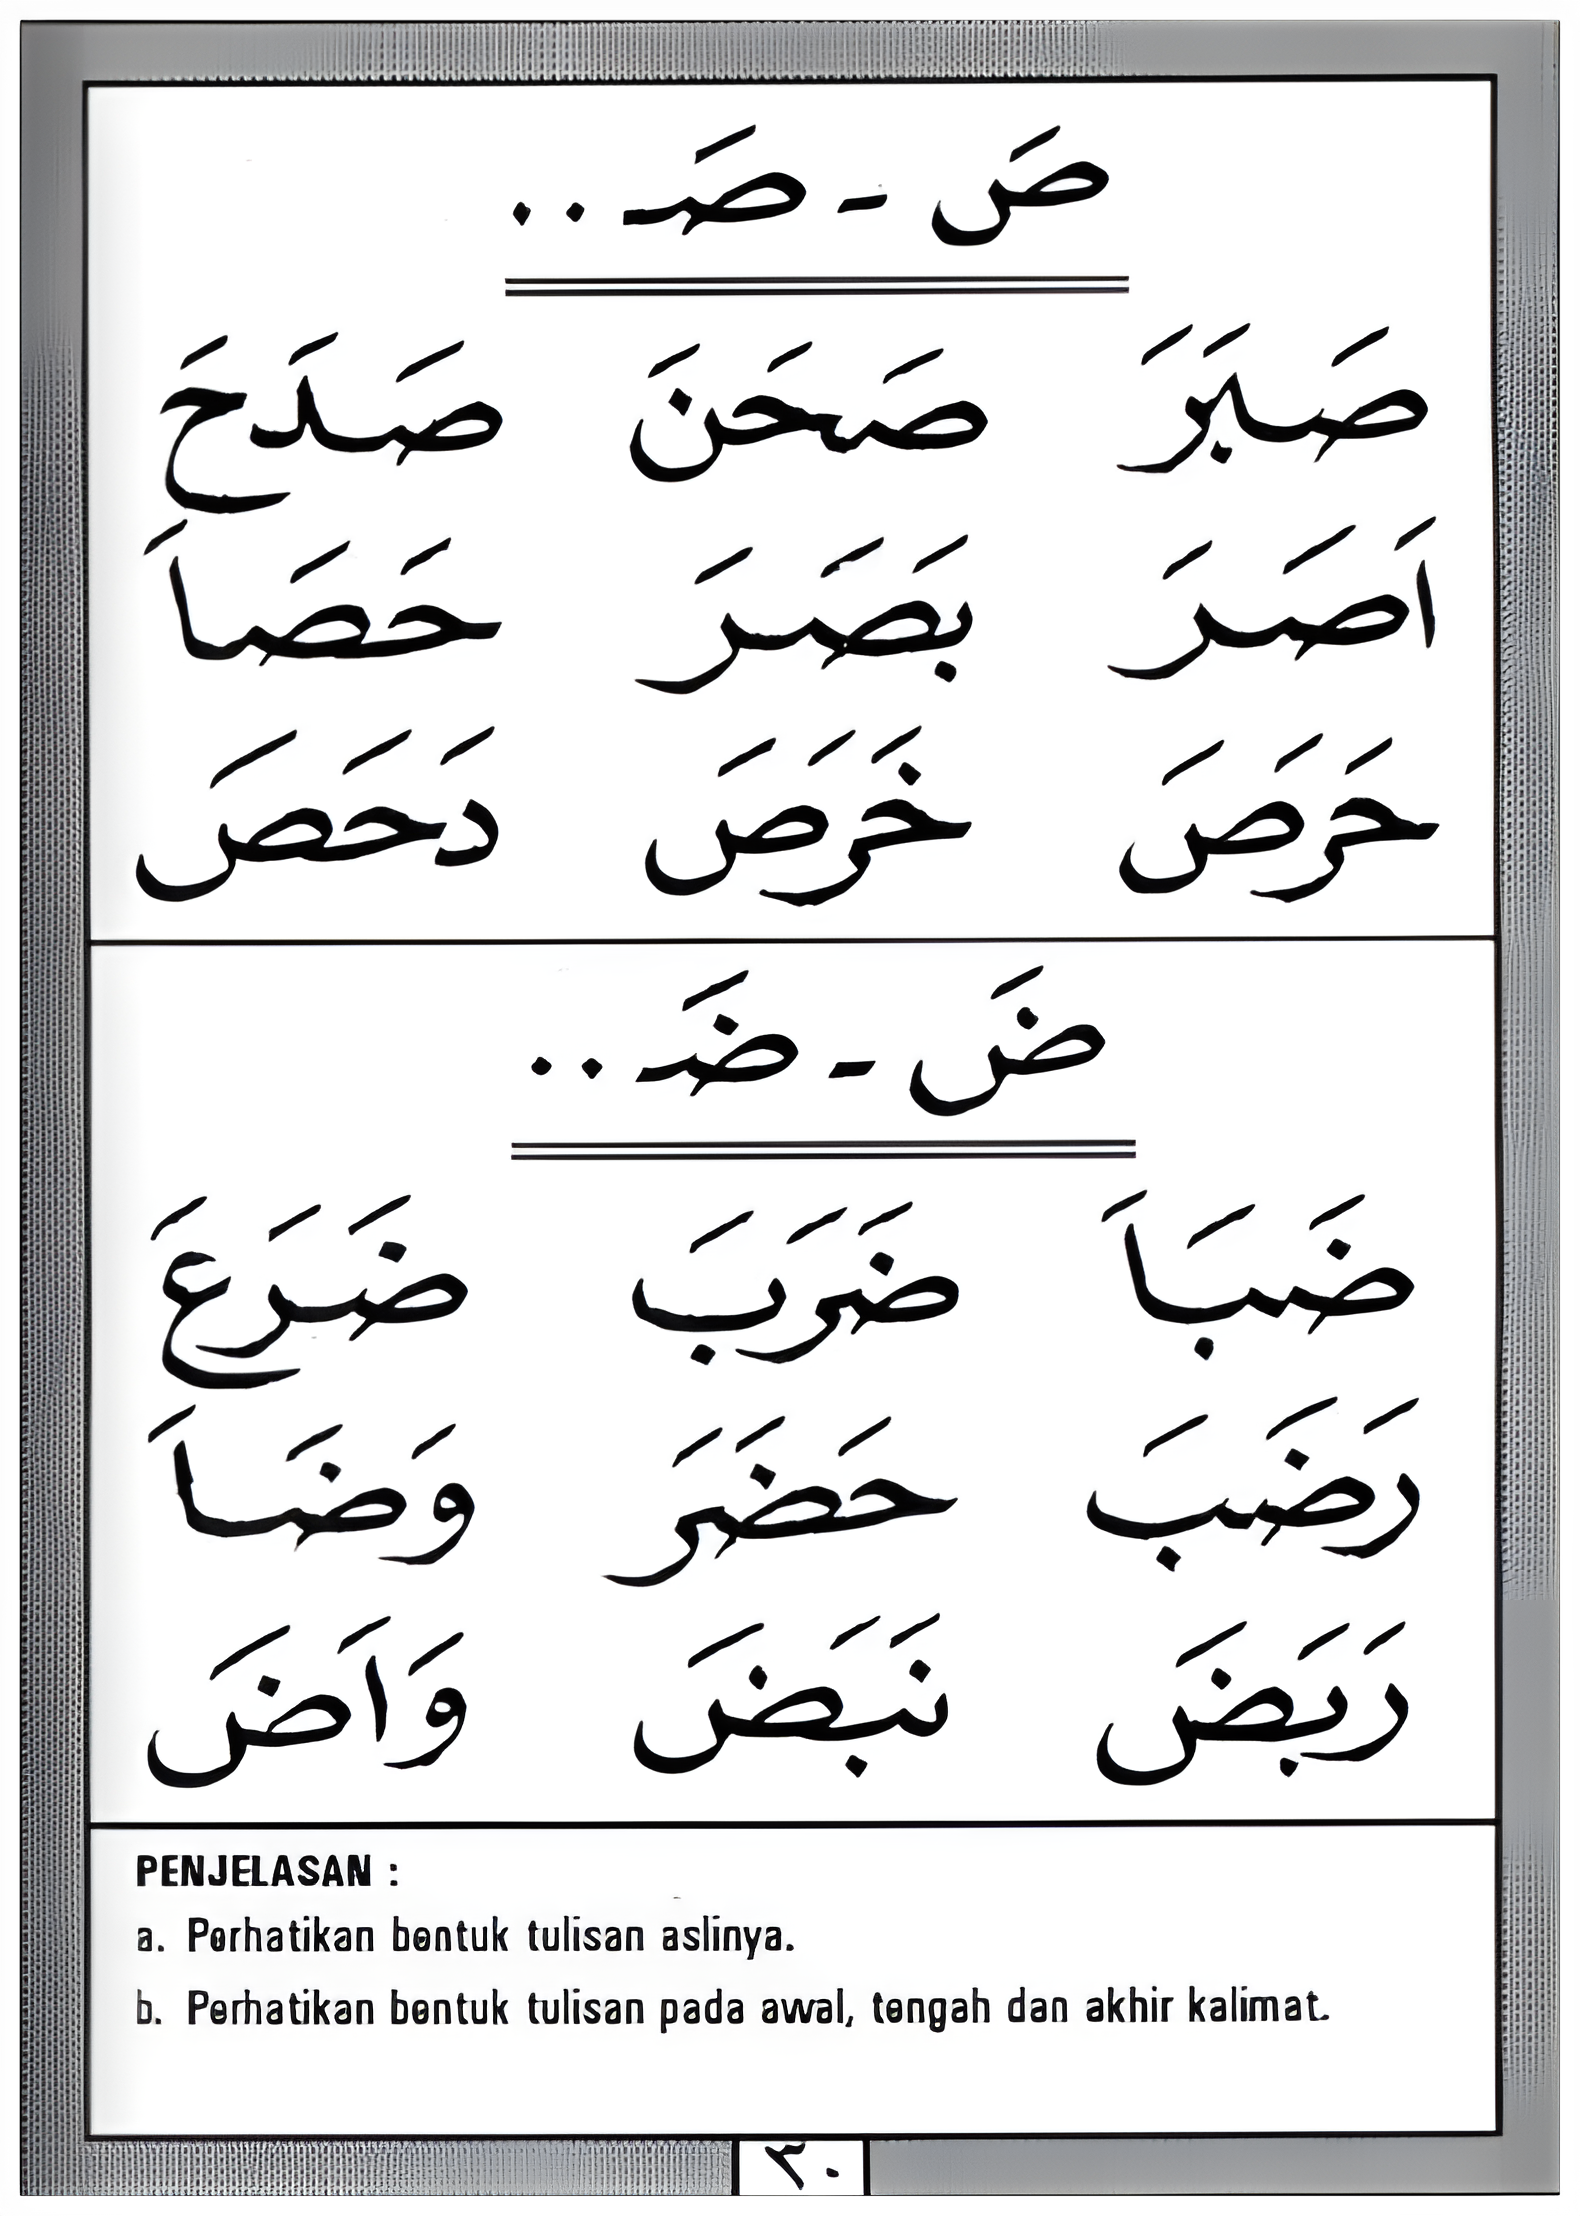 صَ - صَـ . .
صَبَرَ صَحَنَ صَدَحَ
اَصَرَ بَصَرَ حَصَاَ
حَرَصَ خَرَصَ دَحَصَ
ضَ - ضَـ . .
ضَبَاَ ضَرَبَ ضَرَعَ
رَضَبَ حَضَرَ وَضَاَ
رَبَضَ نَبَضَ وَاَضَ
PENJELASAN :
a. Perhatikan bentuk tulisan aslinya.
b. Perhatikan bentuk tulisan pada awal, tengah dan akhir kalimat.
٣٠